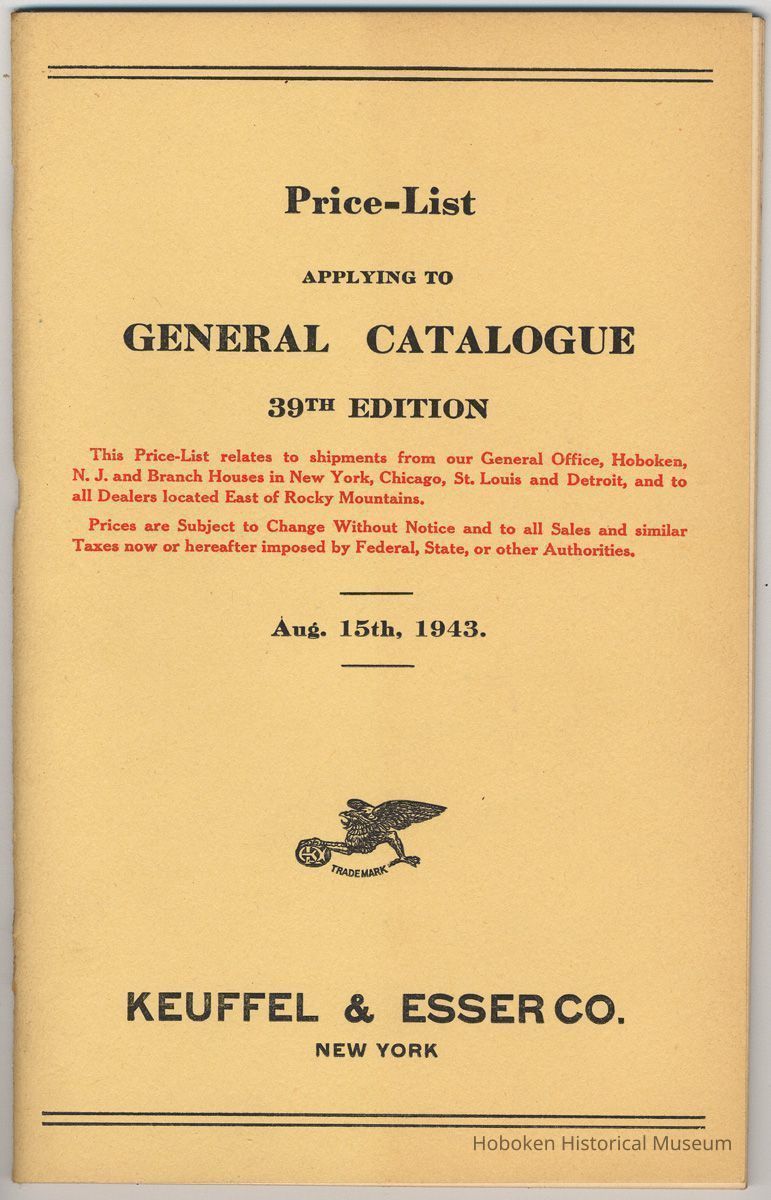 Price-List
APPLYING TO
GENERAL CATALOGUE
39TH EDITION
This Price-List relates to shipments from our General Office, Hoboken,
N. J. and Branch Houses in New York, Chicago, St. Louis and Detroit, and to
all Dealers located East of Rocky Mountains.
Prices are Subject to Change Without Notice and to all Sales and similar
Taxes now or hereafter imposed by Federal, State, or other Authorities.
Aug. 15th, 1943.
TRADE MARK
KEUFFEL & ESSER CO.
NEW YORK
Hoboken Historical Museum